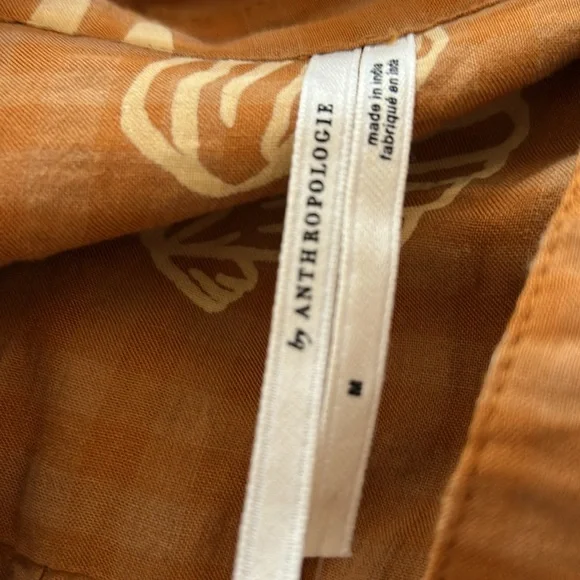 by ANTHROPOLOGIE
made in india
fabriqué en inde
M